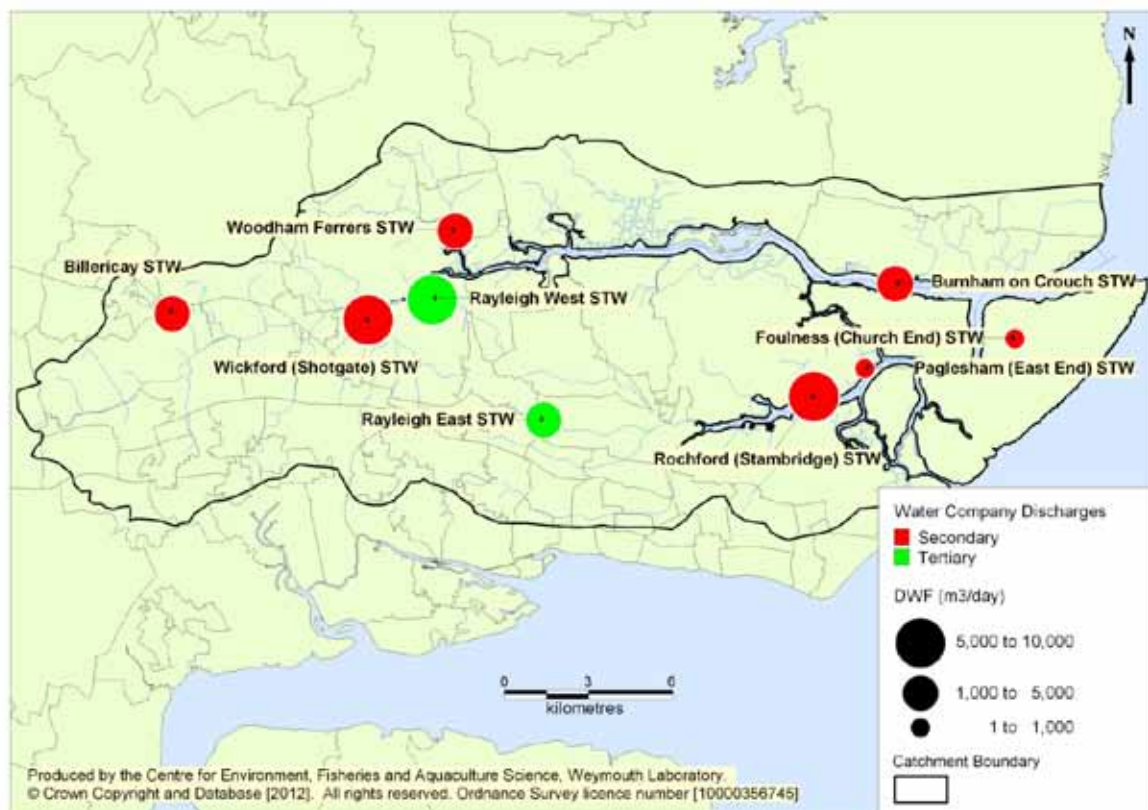 N
Woodham Ferrers STW
Billericay STW
Rayleigh West STW
Burnham on Crouch STW
Foulness (Church End) STW
Wickford (Shotgate) STW
Paglesham (East End) STW
Rayleigh East STW
Rochford (Stambridge) STW
Water Company Discharges
Secondary
Tertiary
DWF (m3/day)
5,000 to 10,000
1,000 to 5,000
1 to 1,000
Catchment Boundary
0 3 6
kilometres
Produced by the Centre for Environment, Fisheries and Aquaculture Science, Weymouth Laboratory.
© Crown Copyright and Database [2012]. All rights reserved. Ordnance Survey licence number [10000356745]